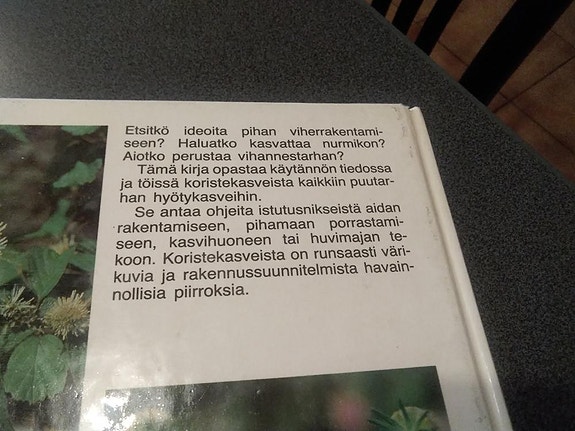 Etsitkö ideoita pihan viherrakentami-
seen? Haluatko kasvattaa nurmikon?
Aiotko perustaa vihannestarhan?
Tämä kirja opastaa käytännön tiedossa
ja töissä koristekasveista kaikkiin puutar-
han hyötykasveihin.
Se antaa ohjeita istutusnikseistä aidan
rakentamiseen, pihamaan porrastami-
seen, kasvihuoneen tai huvimajan te-
koon. Koristekasveista on runsaasti väri-
kuvia ja rakennussuunnitelmista havain-
nollisia piirroksia.